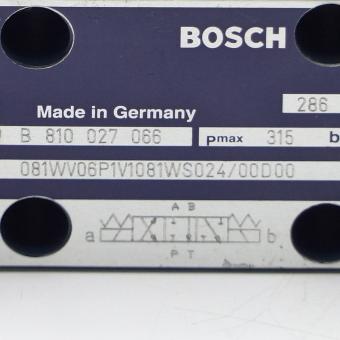 BOSCH
286
Made in Germany
B 810 027 066 pmax 315 b
081WV06P1V1081WS024/00D00
A B
a b
P T